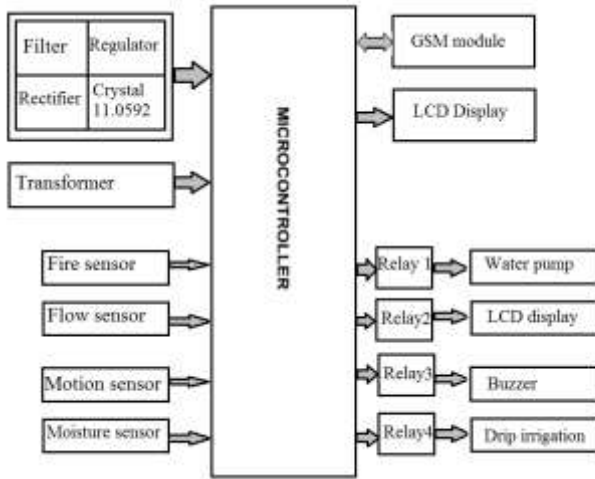 Filter
Regulator
Rectifier
Crystal
11.0592
Transformer
Fire sensor
Flow sensor
Motion sensor
Moisture sensor
MICROCONTROLLER
GSM module
LCD Display
Relay 1
Water pump
Relay2
LCD display
Relay3
Buzzer
Relay4
Drip irrigation